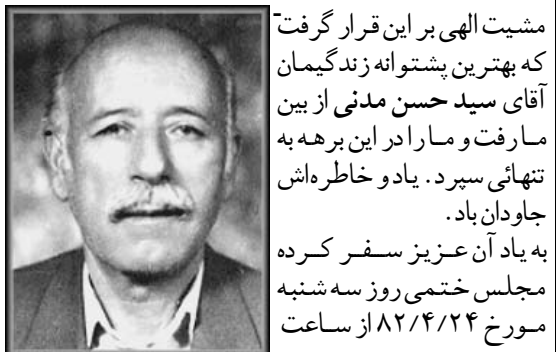 مشیت الهی بر این قرار گرفت
که بهترین پشتوانه زندگیمان
آقای سید حسن مدنی از بین
ما رفت و ما را در این برهه به
تنهائی سپرد. یاد و خاطره‌اش
جاودان باد.
به یاد آن عزیز سفر کرده
مجلس ختمی روز سه شنبه
مورخ ۸۲/۴/۲۴ از ساعت